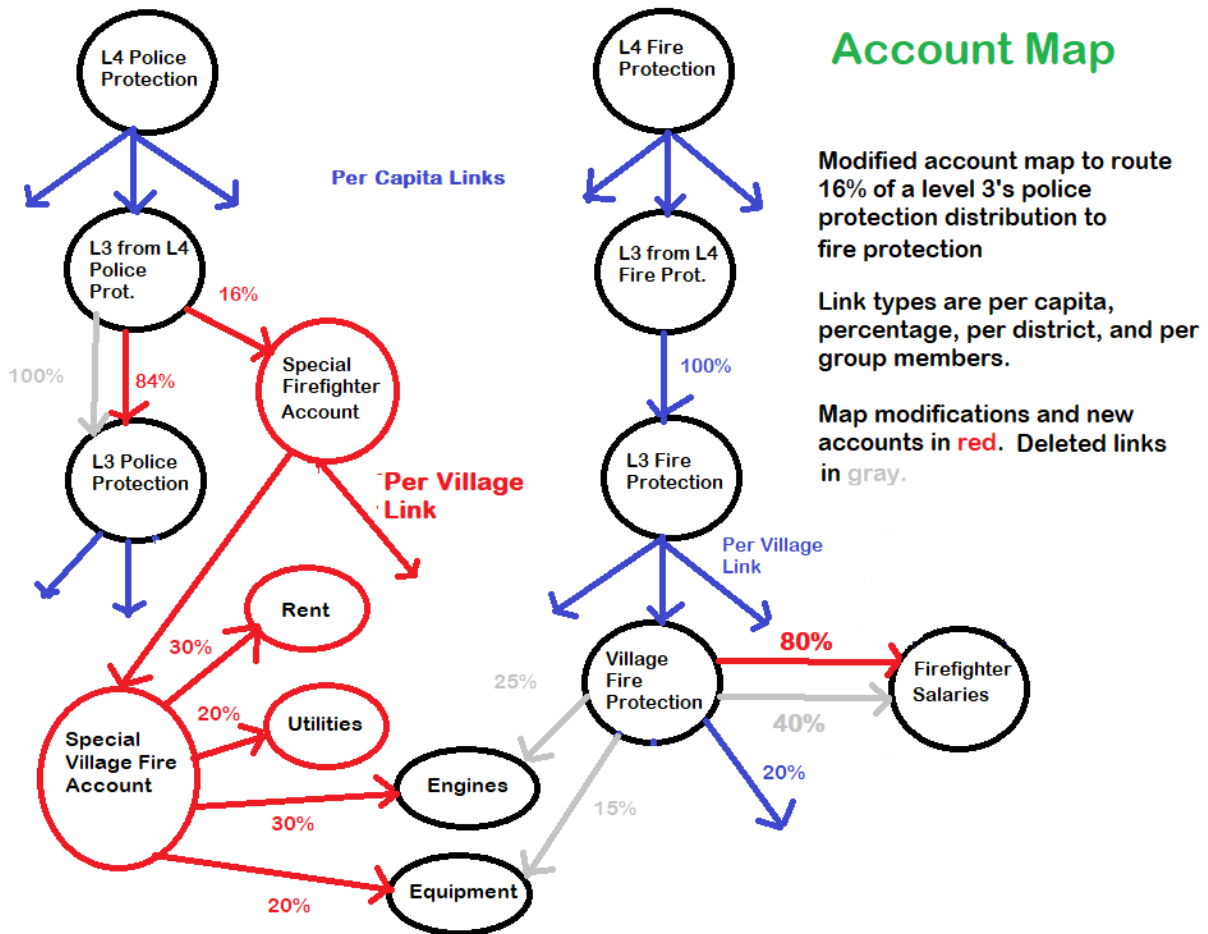 Account Map
L4 Police
Protection
L4 Fire
Protection
Per Capita Links
Modified account map to route
16% of a level 3's police
protection distribution to
fire protection
L3 from L4
Police
Prot.
L3 from L4
Fire Prot.
16%
Link types are per capita,
percentage, per district, and per
group members.
100%
84%
Special
Firefighter
Account
100%
Map modifications and new
accounts in red. Deleted links
in gray.
L3 Police
Protection
Per Village
Link
L3 Fire
Protection
Per Village
Link
Rent
30%
Village
Fire
Protection
80%
Firefighter
Salaries
25%
40%
20%
Utilities
Special
Village Fire
Account
Engines
20%
30%
15%
Equipment
20%